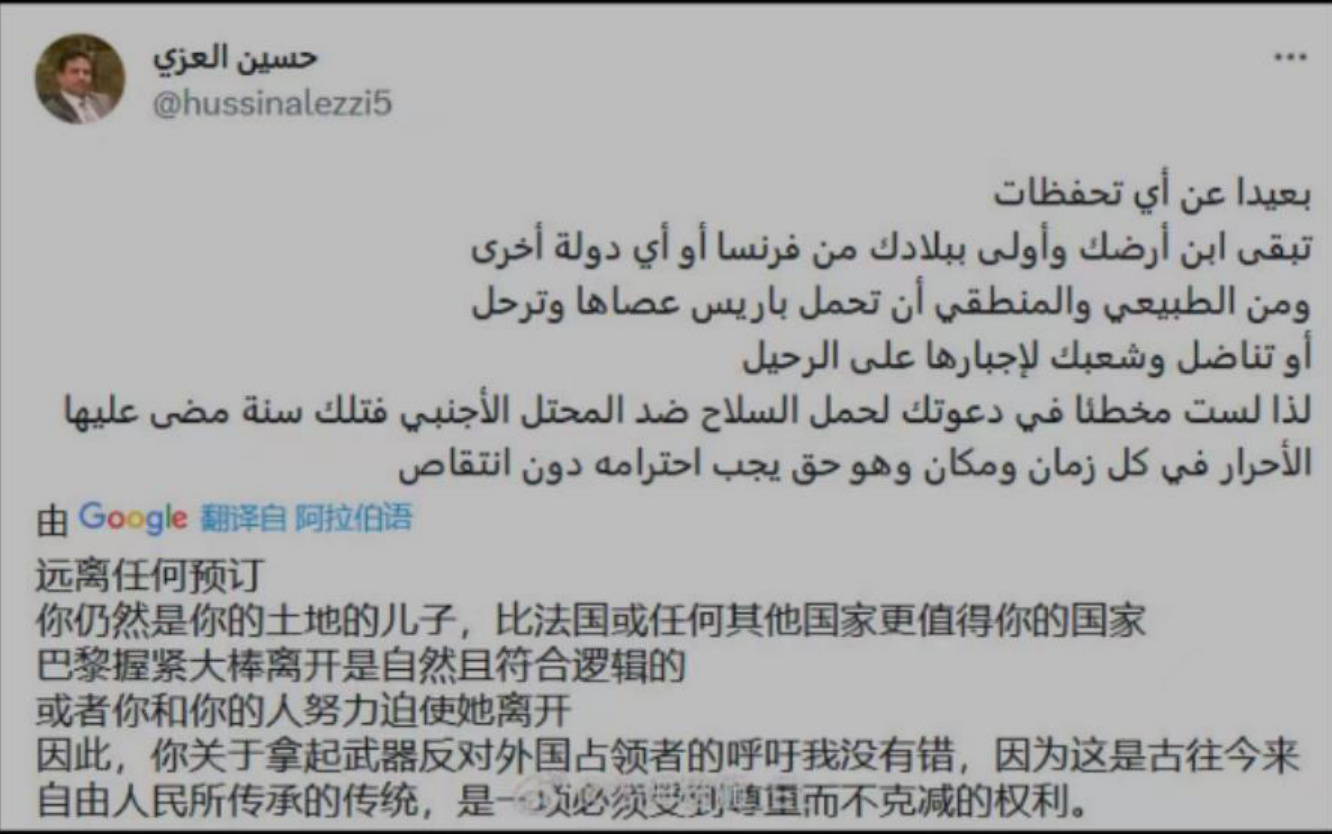 حسين العزي
@hussinalezzi5
بعيدا عن أي تحفظات
تبقى ابن أرضك وأولى ببلادك من فرنسا أو أي دولة أخرى
ومن الطبيعي والمنطقي أن تحمل باريس عصاها وترحل
أو تناضل وشعبك لإجبارها على الرحيل
لذا لست مخطئا في دعوتك لحمل السلاح ضد المحتل الأجنبي فتلك سنة مضى عليها
الأحرار في كل زمان ومكان وهو حق يجب احترامه دون انتقاص
由 Google 翻译自 阿拉伯语
远离任何预订
你仍然是你的土地的儿子，比法国或任何其他国家更值得你的国家
巴黎握紧大棒离开是自然且符合逻辑的
或者你和你的人努力迫使她离开
因此，你关于拿起武器反对外国占领者的呼吁我没有错，因为这是古往今来
自由人民所传承的传统，是一项必须受到尊重而不克减的权利。